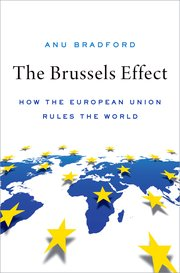 ANU BRADFORD
The Brussels Effect
HOW THE EUROPEAN UNION
RULES THE WORLD